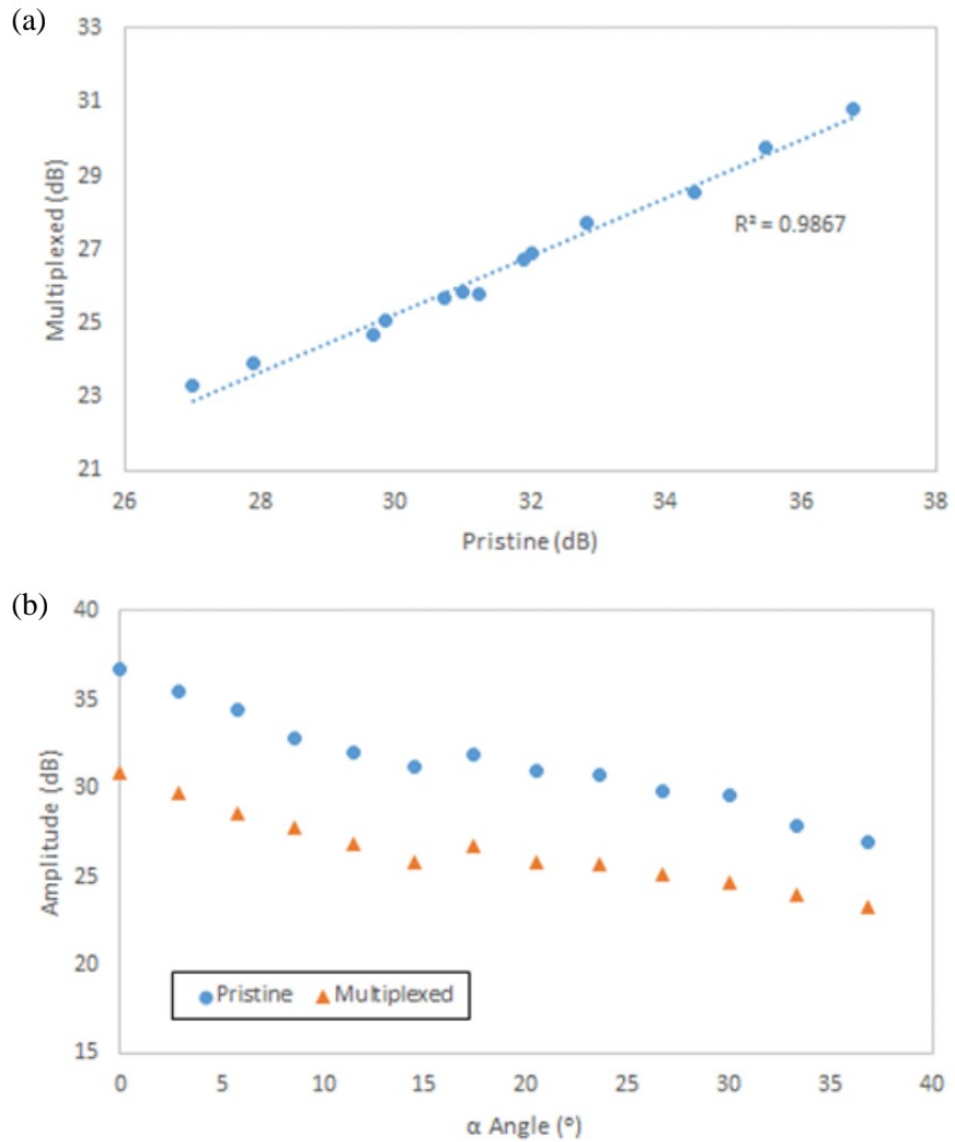 (a)
33
31
29
27
25
23
21
Multiplexed (dB)
R² = 0.9867
26 28 30 32 34 36 38
Pristine (dB)
(b)
40
35
30
25
20
15
Amplitude (dB)
Pristine Multiplexed
0 5 10 15 20 25 30 35 40
α Angle (°)